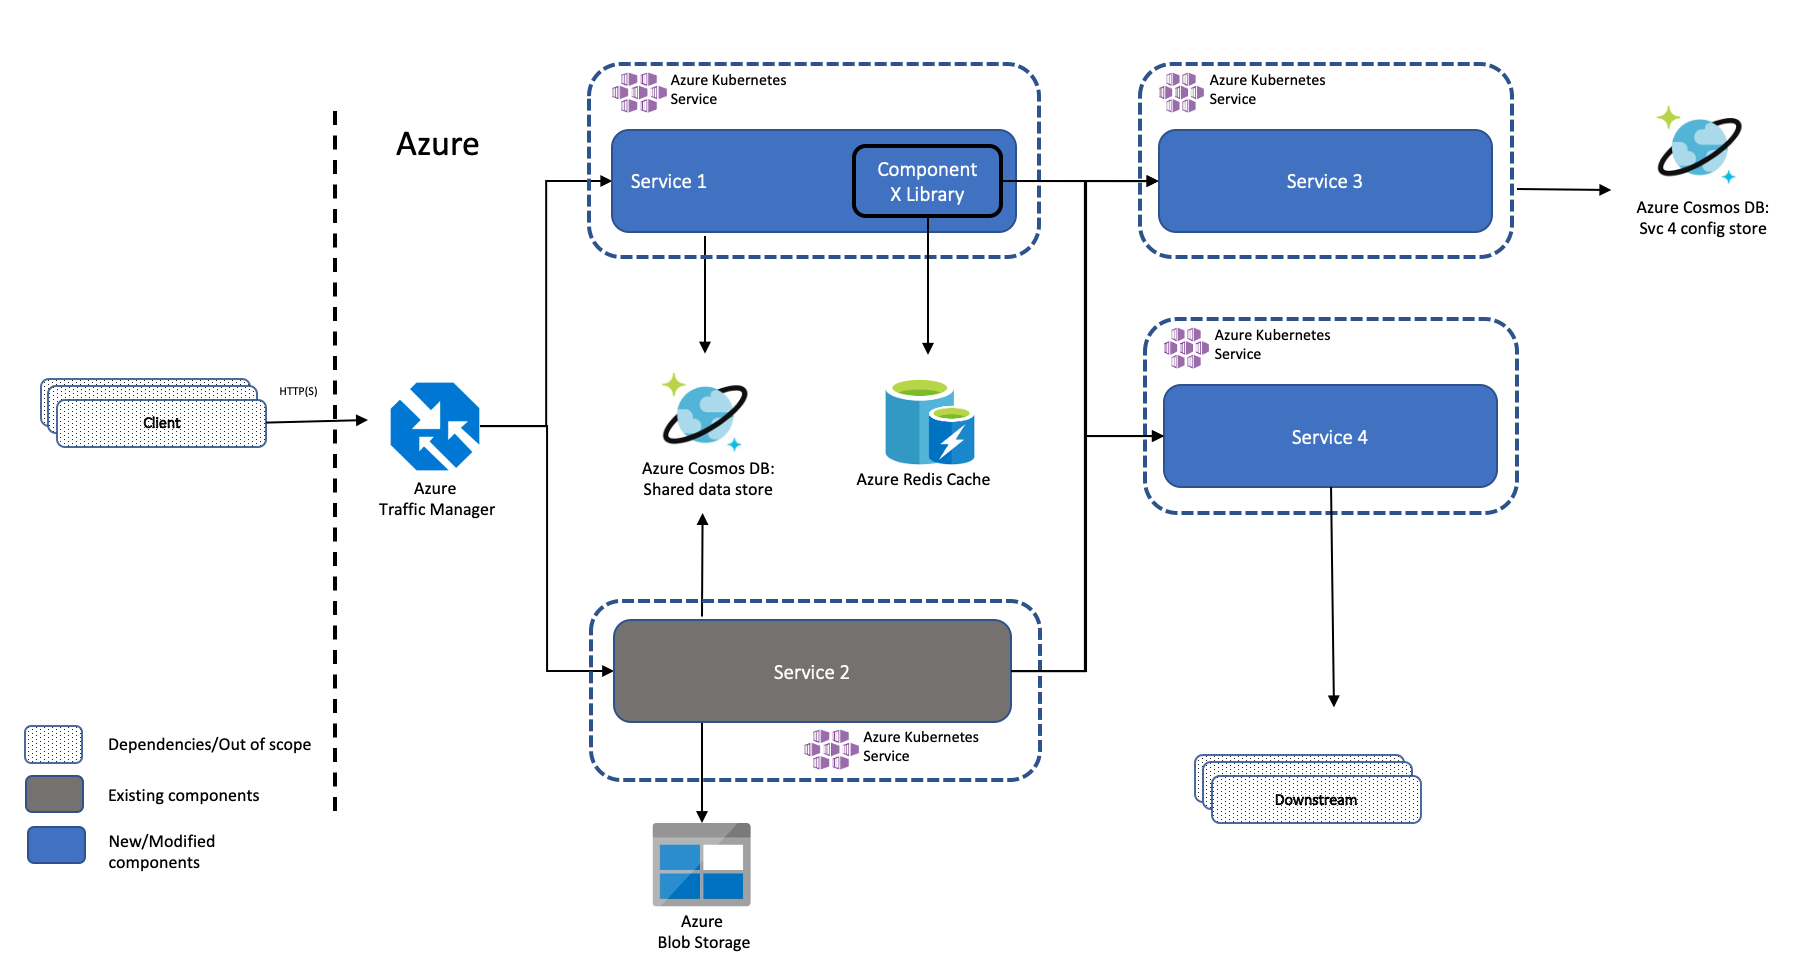 Azure
Azure Kubernetes
Service
Service 1
Component
X Library
Azure Kubernetes
Service
Service 3
Azure Cosmos DB:
Svc 4 config store
Azure Kubernetes
Service
Service 4
Client
HTTP(S)
Azure
Traffic Manager
Azure Cosmos DB:
Shared data store
Azure Redis Cache
Service 2
Azure Kubernetes
Service
Azure
Blob Storage
Downstream
Dependencies/Out of scope
Existing components
New/Modified
components